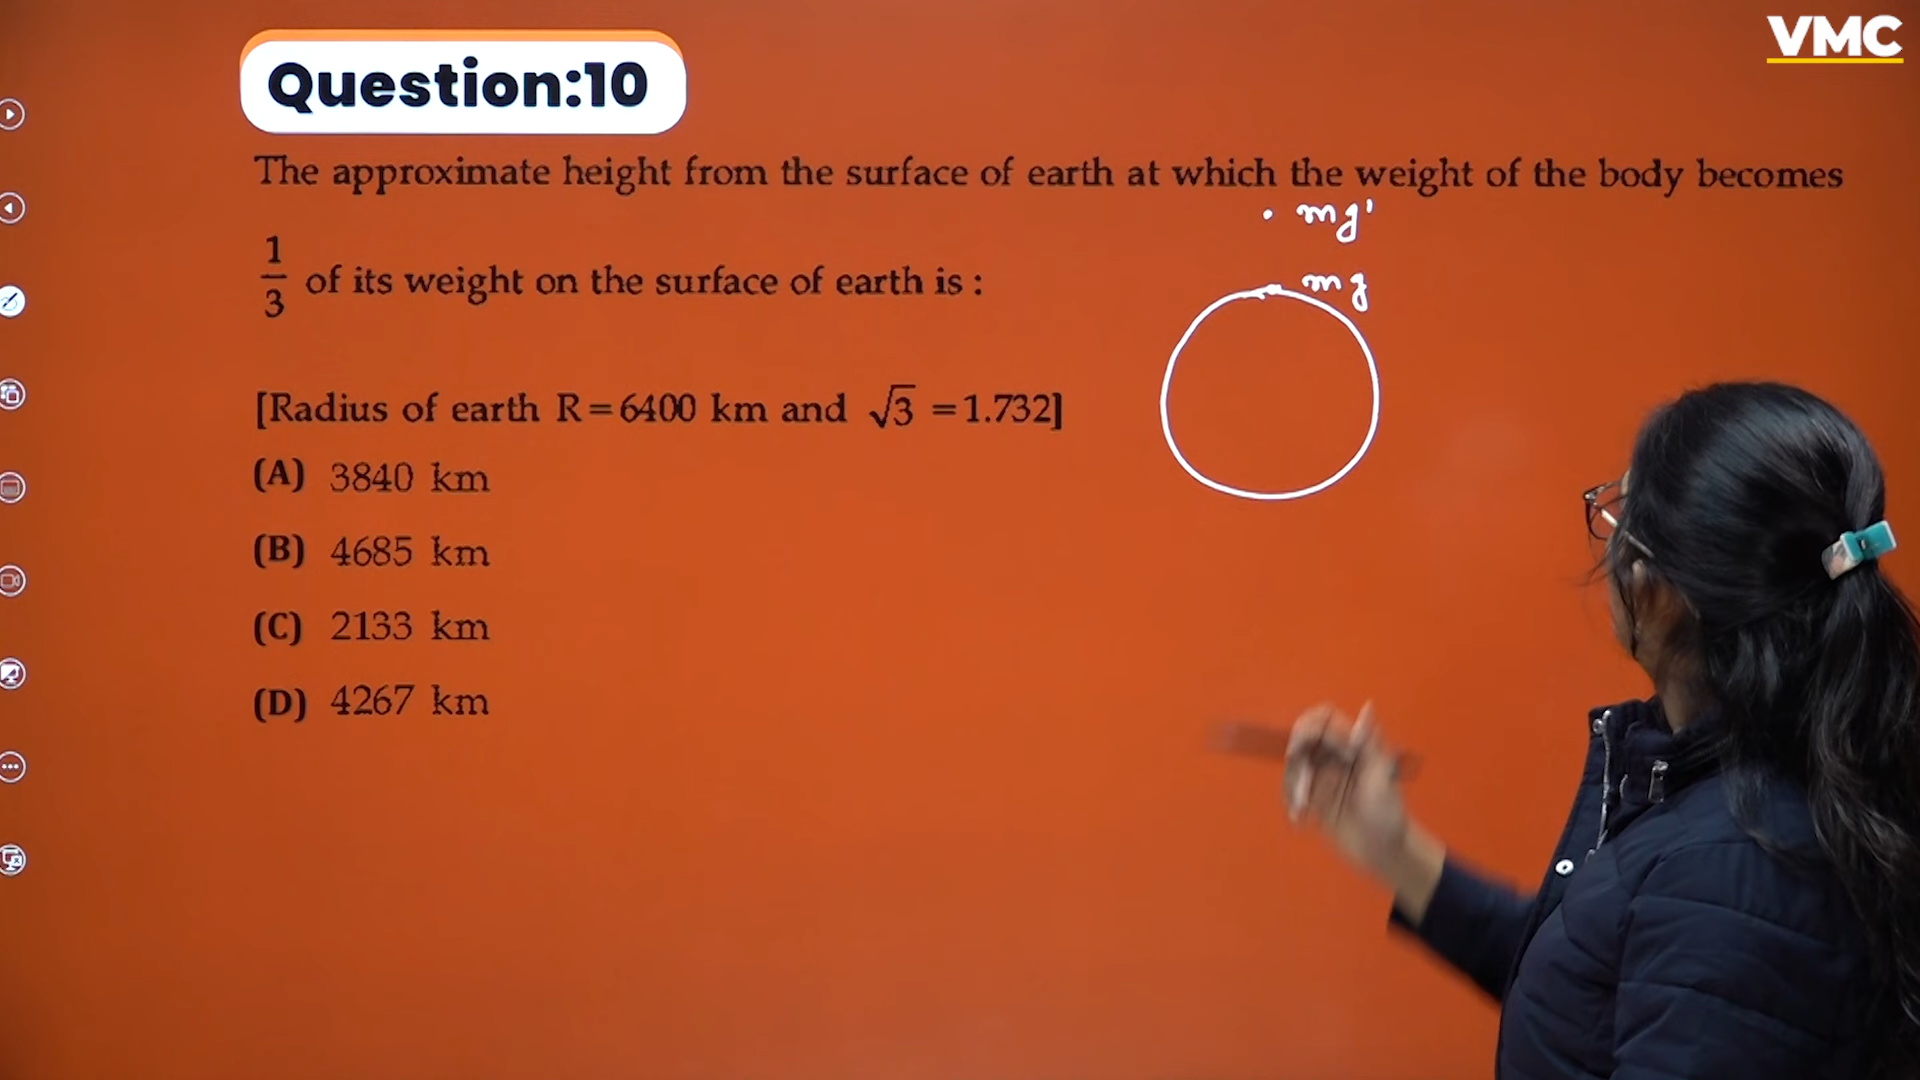 VMC
Question:10
The approximate height from the surface of earth at which the weight of the body becomes
• mg'
1/3 of its weight on the surface of earth is :
mg
[Radius of earth R = 6400 km and √3 = 1.732]
(A) 3840 km
(B) 4685 km
(C) 2133 km
(D) 4267 km